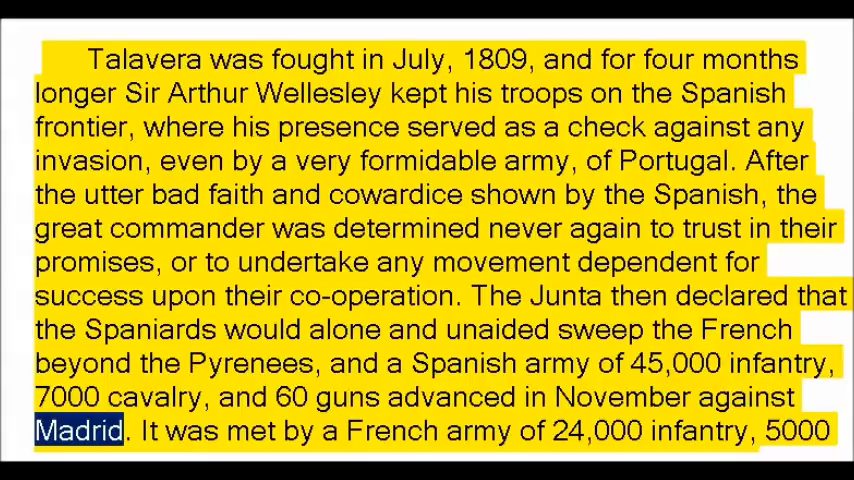 Talavera was fought in July, 1809, and for four months
longer Sir Arthur Wellesley kept his troops on the Spanish
frontier, where his presence served as a check against any
invasion, even by a very formidable army, of Portugal. After
the utter bad faith and cowardice shown by the Spanish, the
great commander was determined never again to trust in their
promises, or to undertake any movement dependent for
success upon their co-operation. The Junta then declared that
the Spaniards would alone and unaided sweep the French
beyond the Pyrenees, and a Spanish army of 45,000 infantry,
7000 cavalry, and 60 guns advanced in November against
Madrid. It was met by a French army of 24,000 infantry, 5000